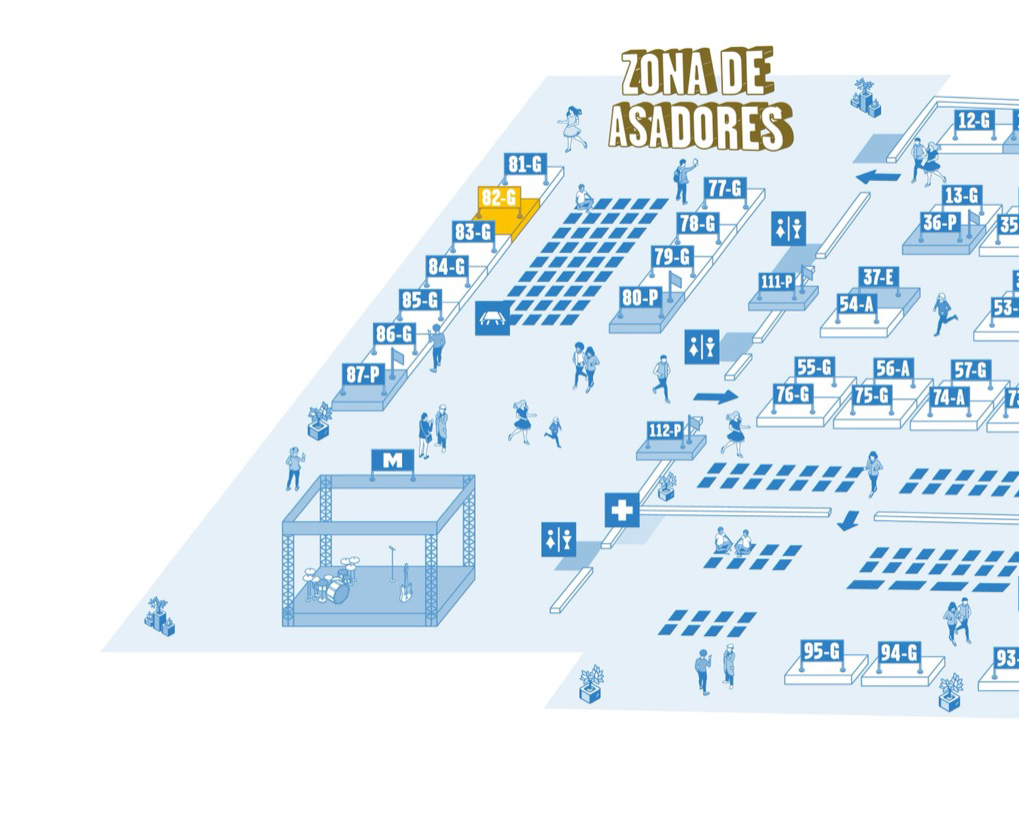 ZONA DE
ASADORES
12-G
81-G
77-G
82-G
13-G
83-G
78-G
36-P
35
84-G
79-G
85-G
80-P
111-P
37-E
54-A
53-
86-G
87-P
55-G
56-A
57-G
76-G
75-G
74-A
112-P
M
95-G
94-G
93-